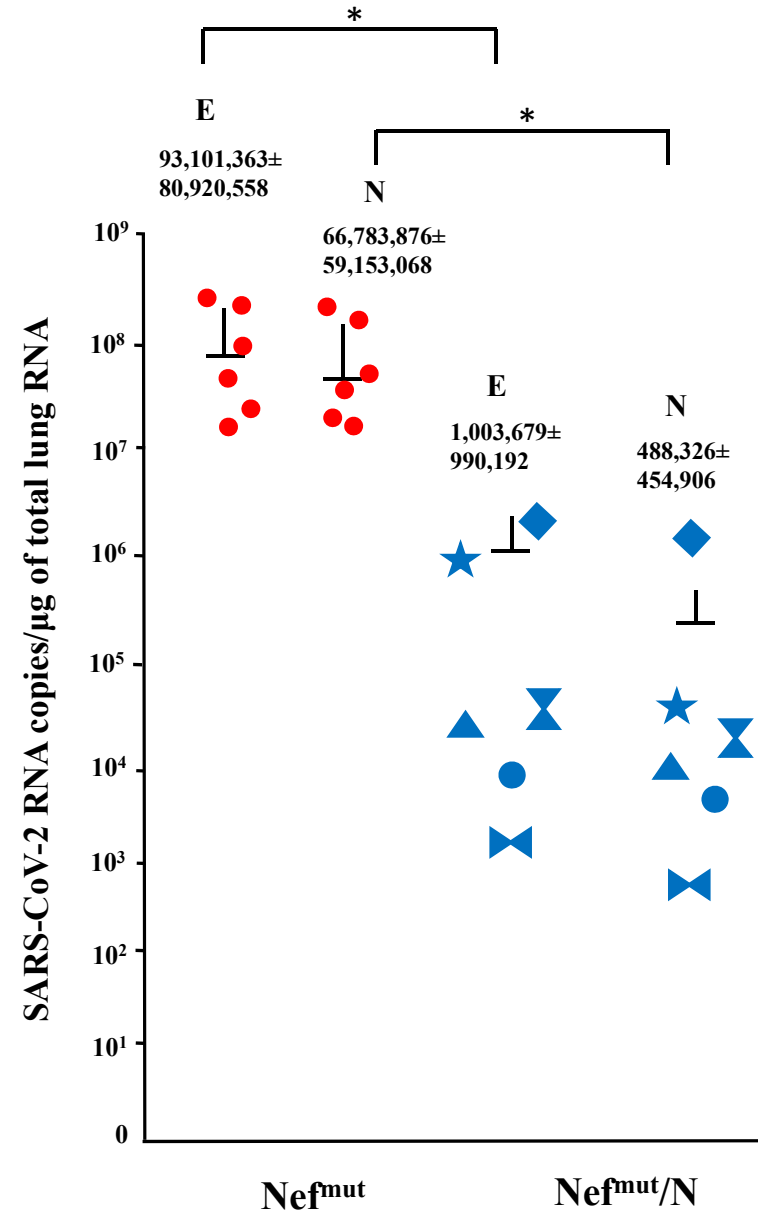 *
*
E
93,101,363±
80,920,558
N
66,783,876±
59,153,068
E
1,003,679±
990,192
N
488,326±
454,906
SARS-CoV-2 RNA copies/µg of total lung RNA
10⁹
10⁸
10⁷
10⁶
10⁵
10⁴
10³
10²
10¹
0
Nefᵐᵘᵗ
Nefᵐᵘᵗ/N